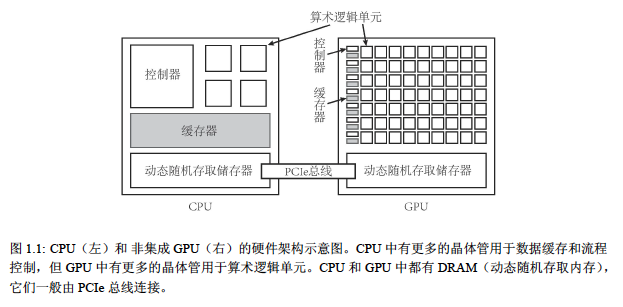 算术逻辑单元
控制器
缓存器
动态随机存取储存器
CPU
PCIe总线
控制器
缓存器
动态随机存取储存器
GPU
图 1.1: CPU（左）和 非集成 GPU（右）的硬件架构示意图。CPU 中有更多的晶体管用于数据缓存和流程
控制，但 GPU 中有更多的晶体管用于算术逻辑单元。CPU 和 GPU 中都有 DRAM（动态随机存取内存），
它们一般由 PCIe 总线连接。